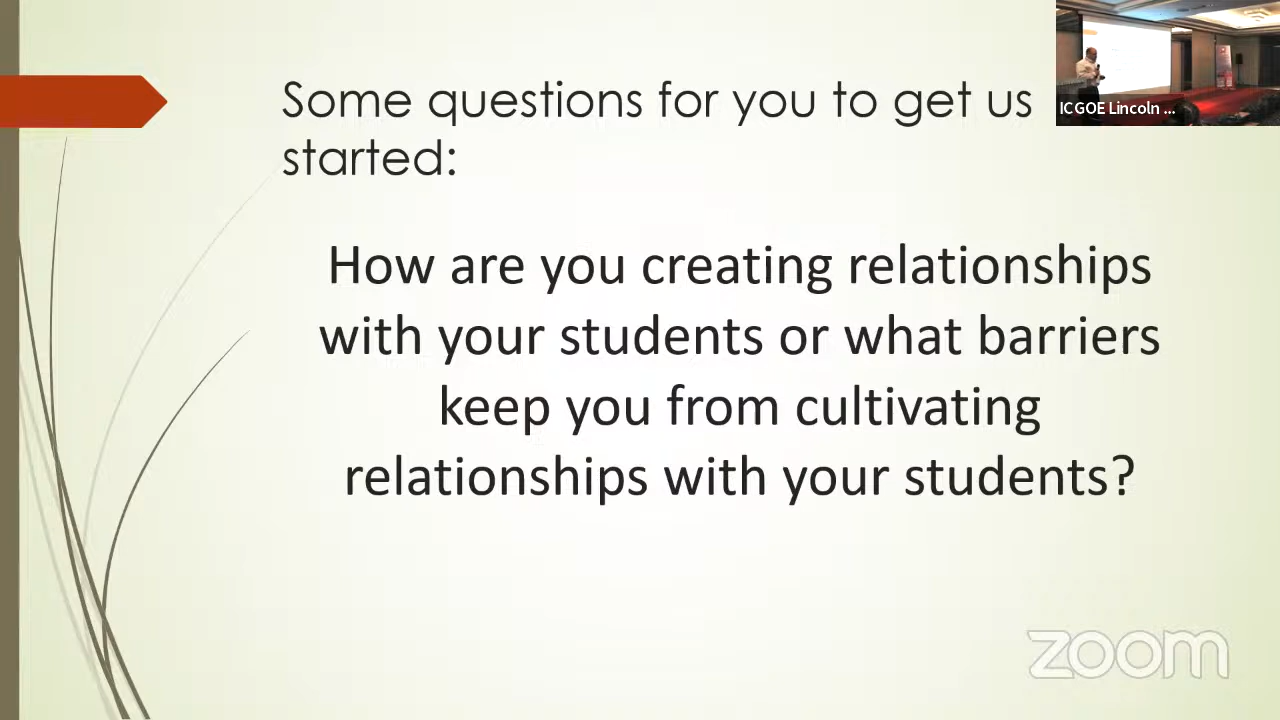 Some questions for you to get us
started:
ICGOE Lincoln ...
How are you creating relationships
with your students or what barriers
keep you from cultivating
relationships with your students?
zoom